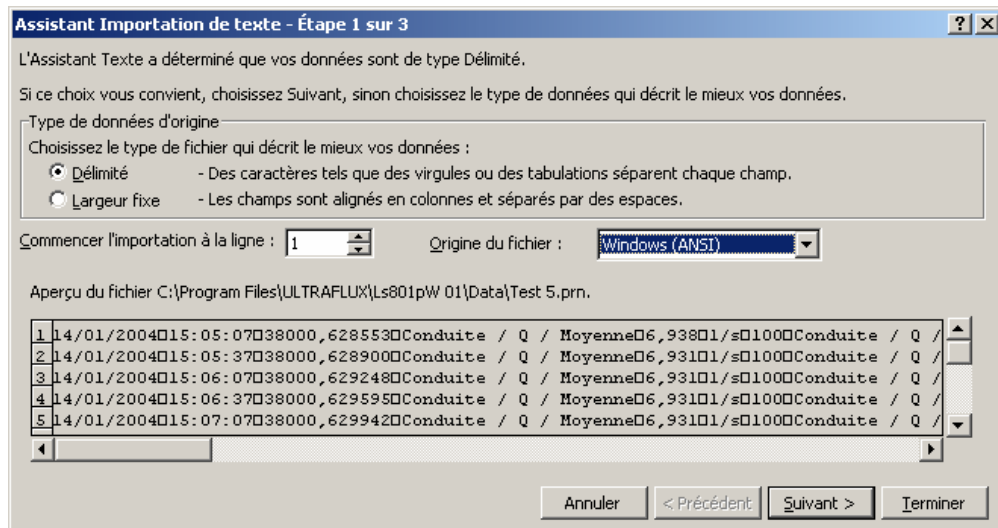 Assistant Importation de texte - Étape 1 sur 3
L'Assistant Texte a déterminé que vos données sont de type Délimité.
Si ce choix vous convient, choisissez Suivant, sinon choisissez le type de données qui décrit le mieux vos données.
Type de données d'origine
Choisissez le type de fichier qui décrit le mieux vos données :
Délimité - Des caractères tels que des virgules ou des tabulations séparent chaque champ.
Largeur fixe - Les champs sont alignés en colonnes et séparés par des espaces.
Commencer l'importation à la ligne : 1 Origine du fichier : Windows (ANSI)
Aperçu du fichier C:\Program Files\ULTRAFLUX\Ls801pW 01\Data\Test 5.prn.
1 14/01/2004□15:05:07□38000,628553□Conduite / Q / Moyenne□6,938□l/s□100□Conduite / Q /
2 14/01/2004□15:05:37□38000,628900□Conduite / Q / Moyenne□6,931□l/s□100□Conduite / Q /
3 14/01/2004□15:06:07□38000,629248□Conduite / Q / Moyenne□6,931□l/s□100□Conduite / Q /
4 14/01/2004□15:06:37□38000,629595□Conduite / Q / Moyenne□6,931□l/s□100□Conduite / Q /
5 14/01/2004□15:07:07□38000,629942□Conduite / Q / Moyenne□6,931□l/s□100□Conduite / Q /
Annuler < Précédent Suivant > Terminer